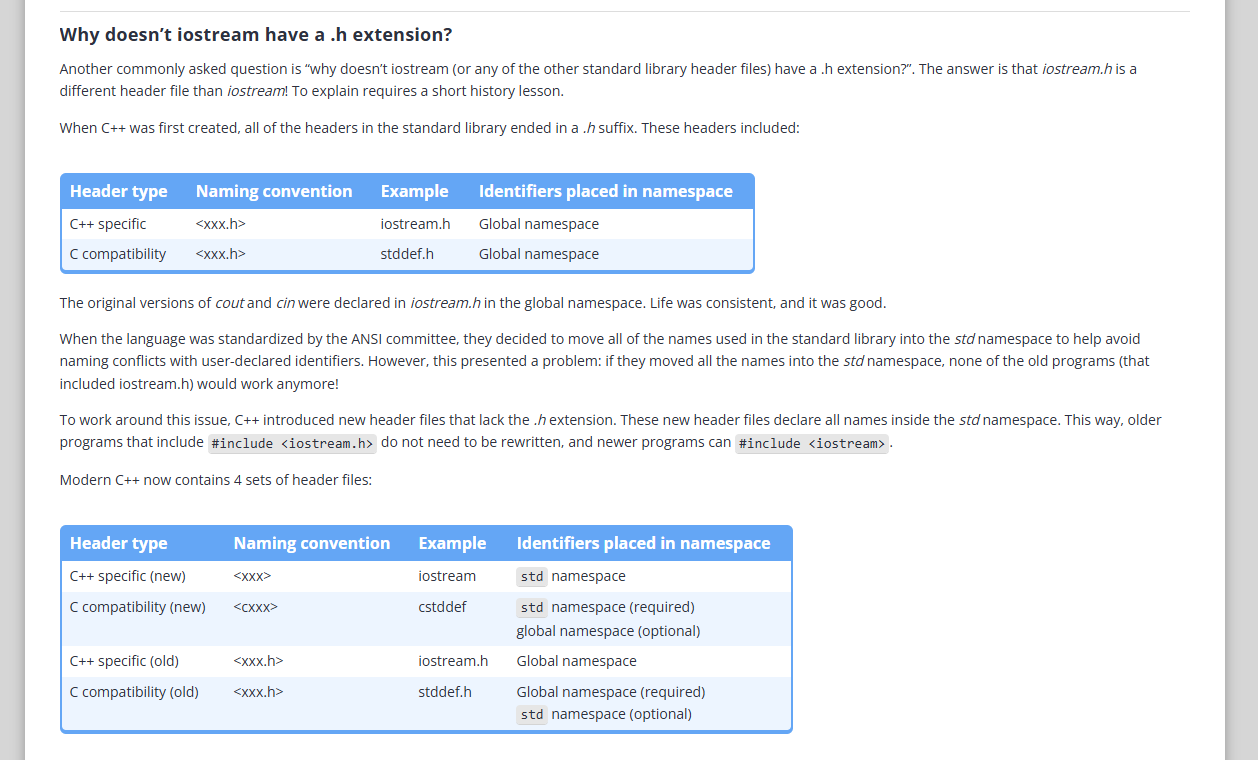 Why doesn’t iostream have a .h extension?
Another commonly asked question is “why doesn’t iostream (or any of the other standard library header files) have a .h extension?”. The answer is that iostream.h is a
different header file than iostream! To explain requires a short history lesson.
When C++ was first created, all of the headers in the standard library ended in a .h suffix. These headers included:
Header type Naming convention Example Identifiers placed in namespace
C++ specific <xxx.h> iostream.h Global namespace
C compatibility <xxx.h> stddef.h Global namespace
The original versions of cout and cin were declared in iostream.h in the global namespace. Life was consistent, and it was good.
When the language was standardized by the ANSI committee, they decided to move all of the names used in the standard library into the std namespace to help avoid
naming conflicts with user-declared identifiers. However, this presented a problem: if they moved all the names into the std namespace, none of the old programs (that
included iostream.h) would work anymore!
To work around this issue, C++ introduced new header files that lack the .h extension. These new header files declare all names inside the std namespace. This way, older
programs that include #include <iostream.h> do not need to be rewritten, and newer programs can #include <iostream>.
Modern C++ now contains 4 sets of header files:
Header type Naming convention Example Identifiers placed in namespace
C++ specific (new) <xxx> iostream std namespace
C compatibility (new) <cxxx> cstddef std namespace (required)
global namespace (optional)
C++ specific (old) <xxx.h> iostream.h Global namespace
C compatibility (old) <xxx.h> stddef.h Global namespace (required)
std namespace (optional)